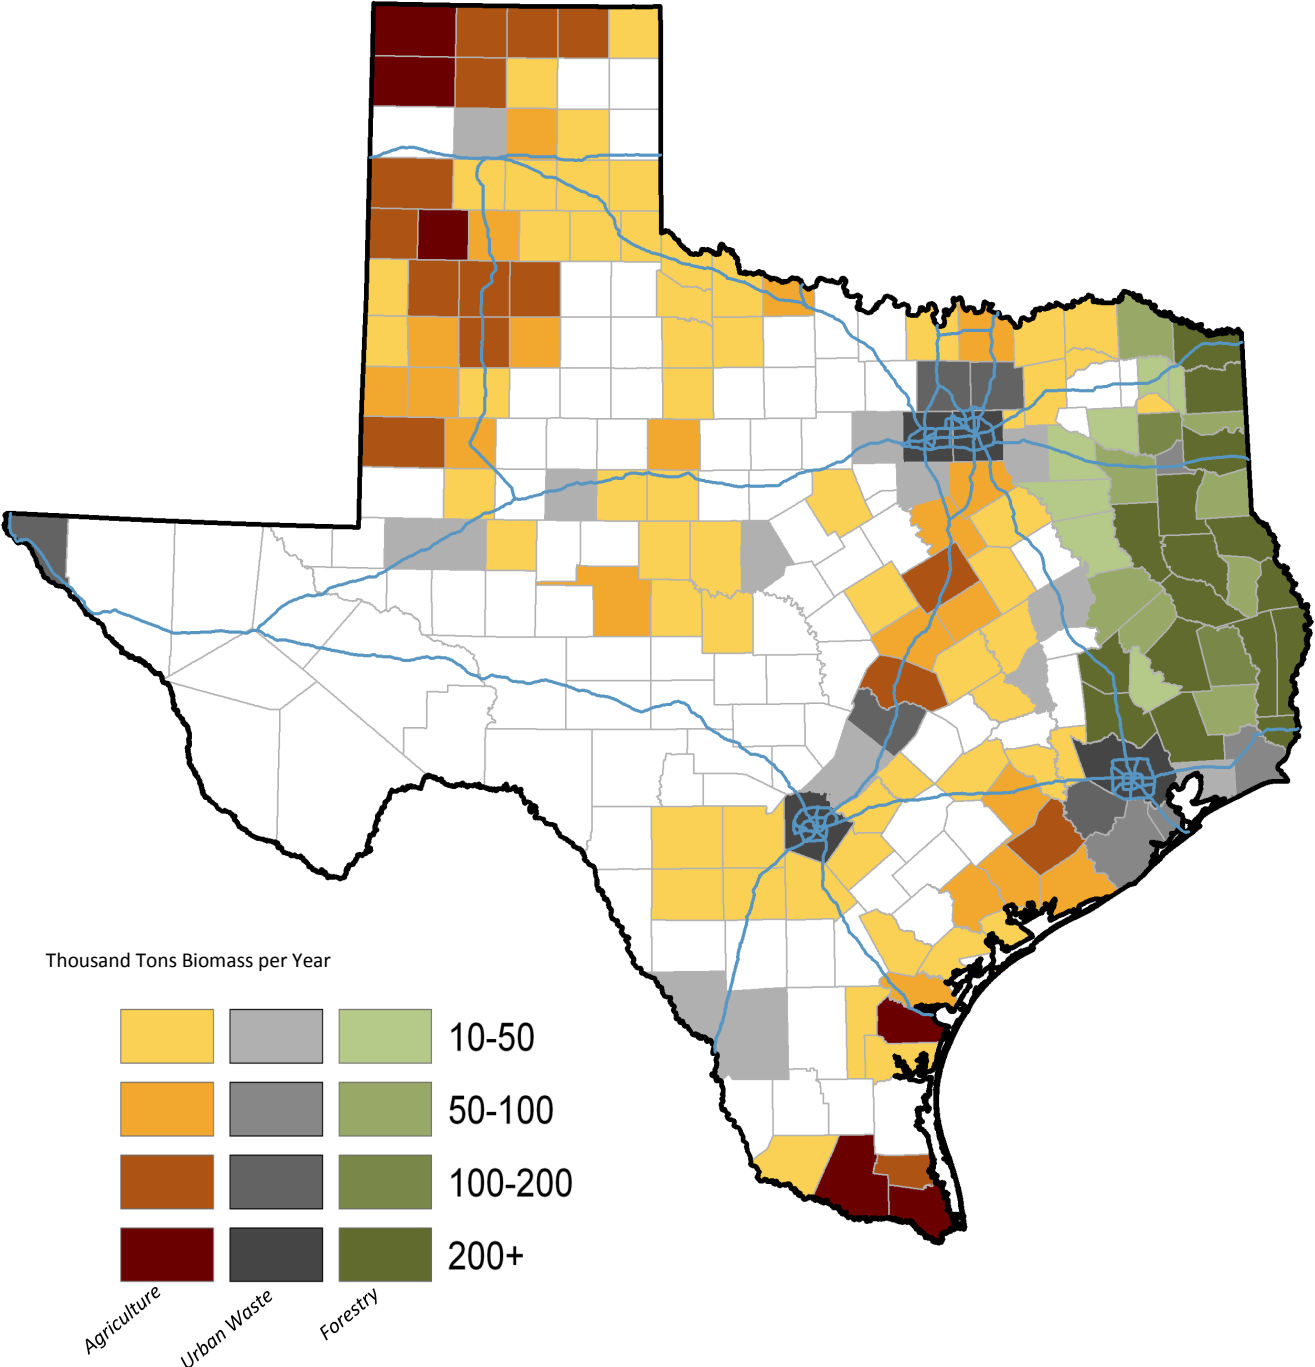 Thousand Tons Biomass per Year
10-50
50-100
100-200
200+
Agriculture
Urban Waste
Forestry